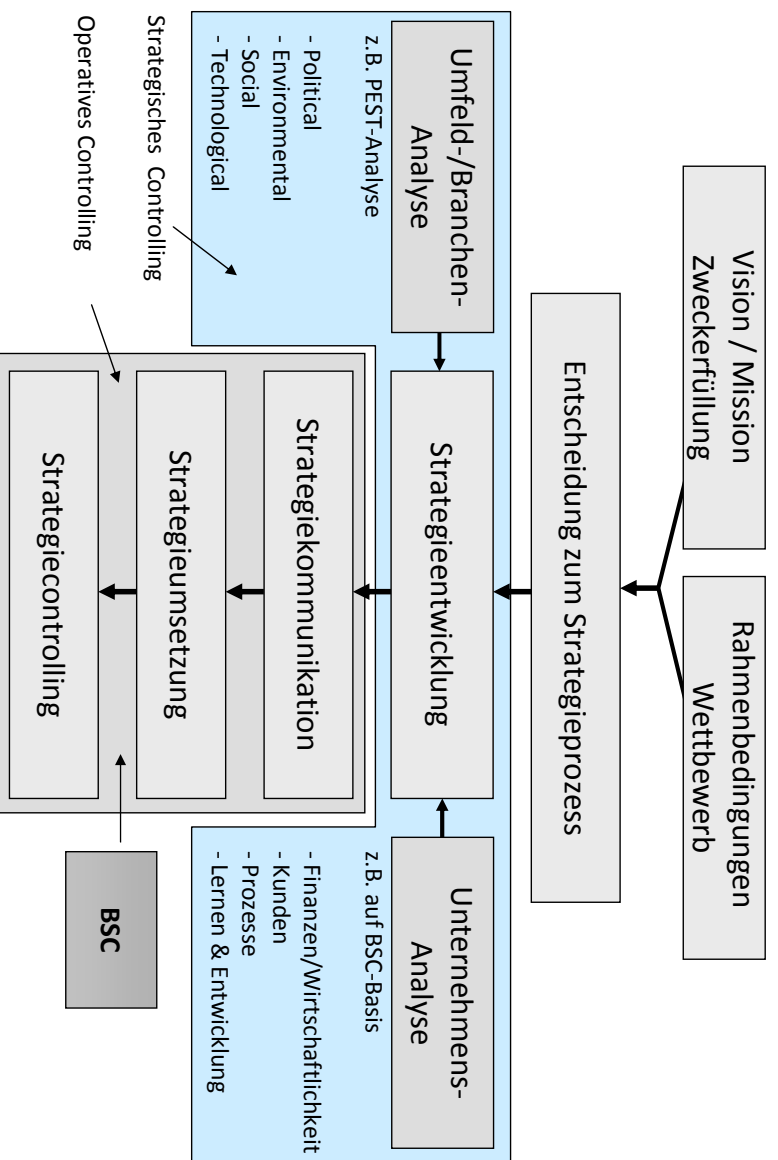 Vision / Mission
Zweckerfüllung
Rahmenbedingungen
Wettbewerb
Entscheidung zum Strategieprozess
Umfeld-/Branchen-
Analyse
z.B. PEST-Analyse
- Political
- Environmental
- Social
- Technological
Strategieentwicklung
Unternehmens-
Analyse
z.B. auf BSC-Basis
- Finanzen/Wirtschaftlichkeit
- Kunden
- Prozesse
- Lernen & Entwicklung
Strategiekommunikation
Strategisches Controlling
Strategieumsetzung
Operatives Controlling
BSC
Strategiecontrolling